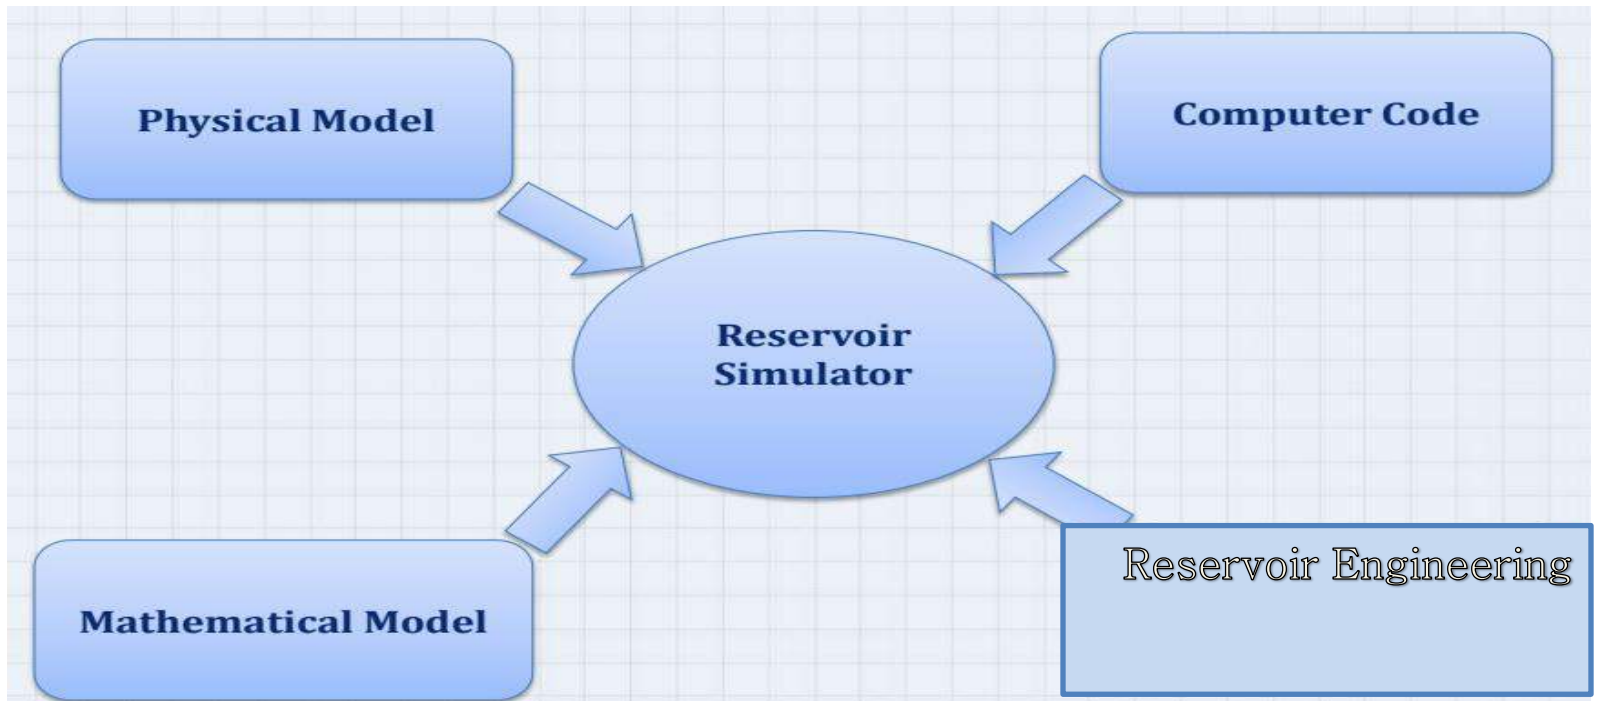 Physical Model
Computer Code
Reservoir
Simulator
Mathematical Model
Reservoir Engineering